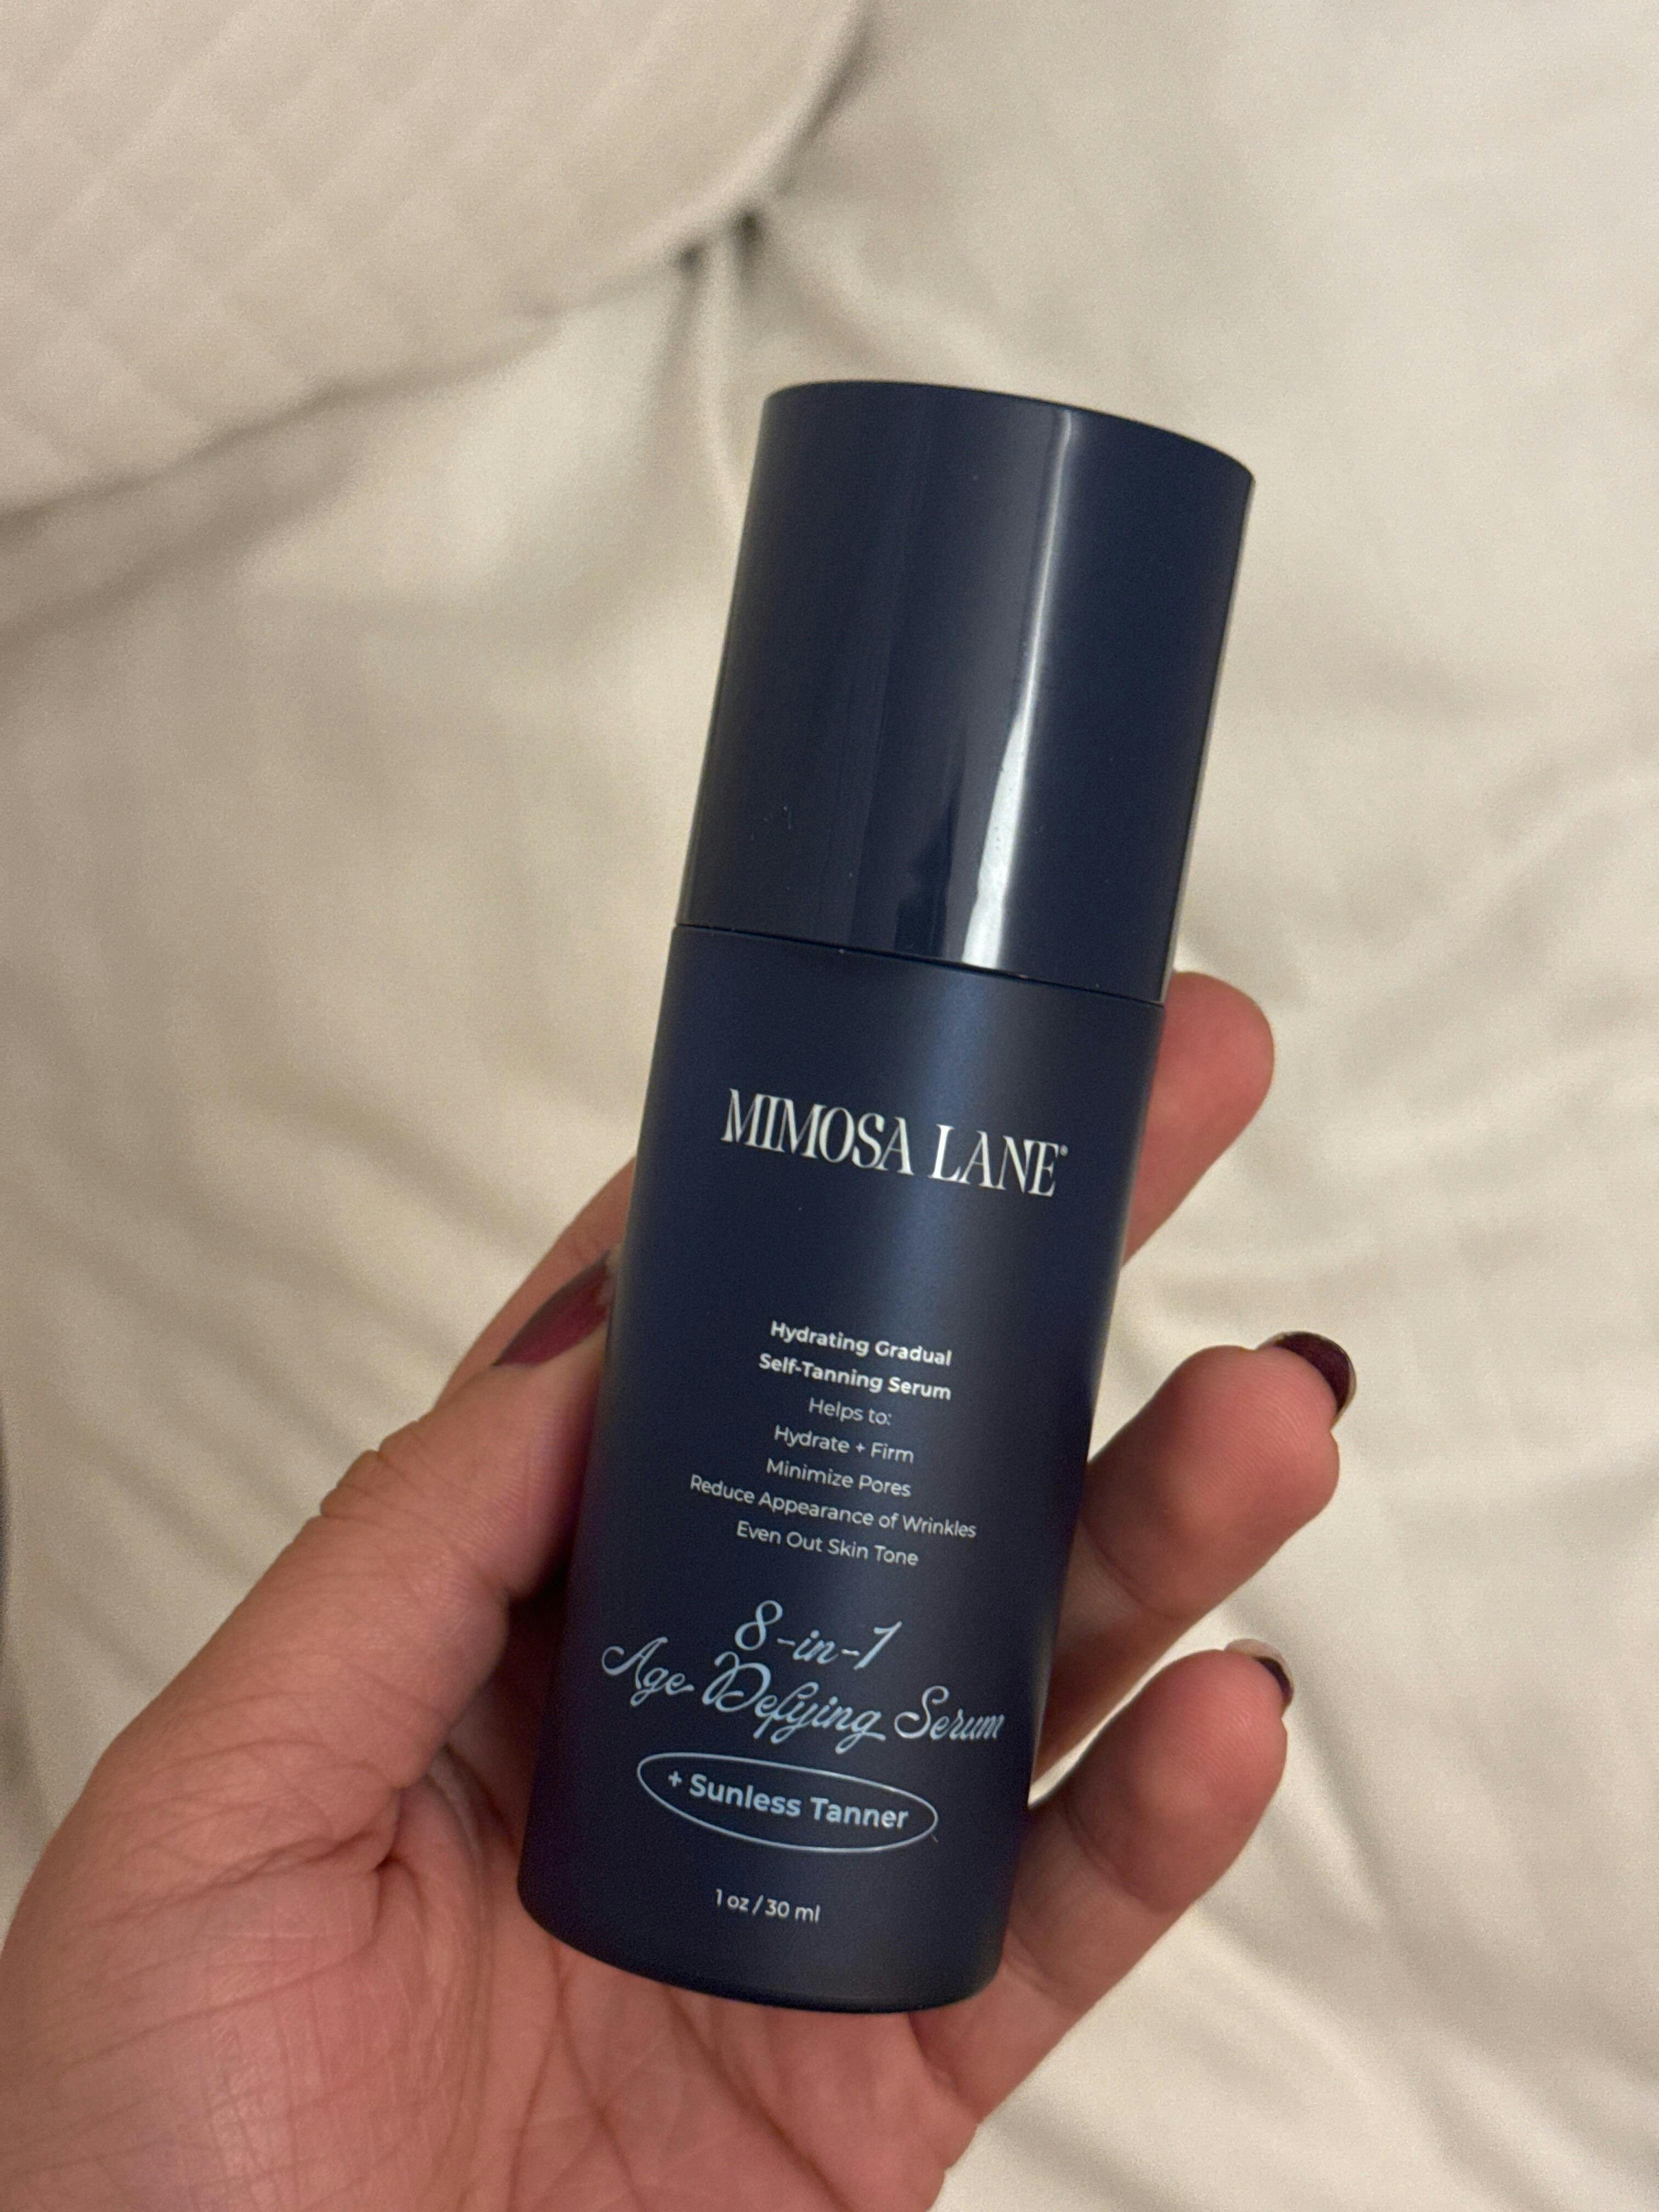 MIMOSA LANE®
Hydrating Gradual
Self-Tanning Serum
Helps to:
Hydrate + Firm
Minimize Pores
Reduce Appearance of Wrinkles
Even Out Skin Tone
8-in-1
Age Defying Serum
+ Sunless Tanner
1 oz / 30 ml